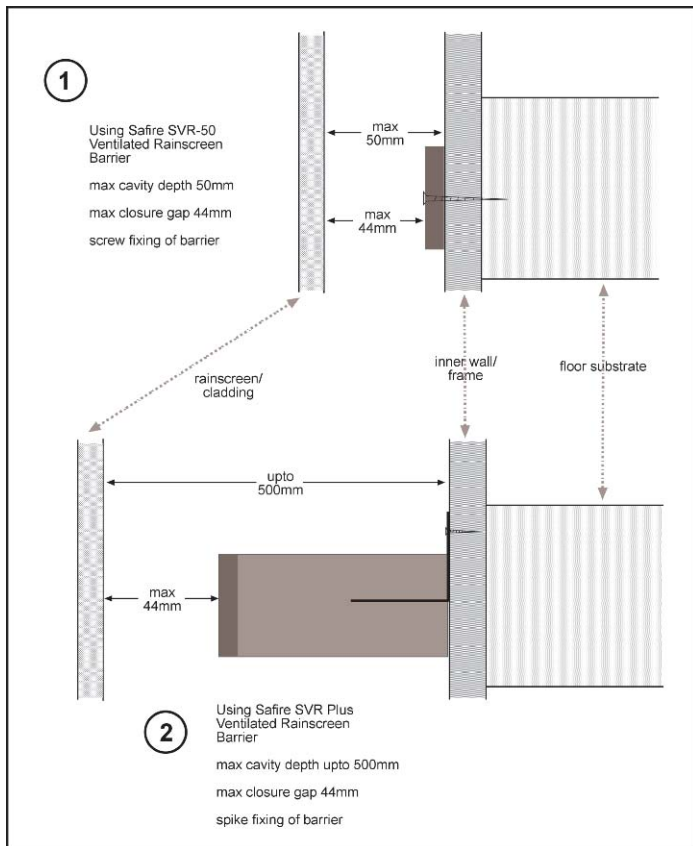 1
Using Safire SVR-50
Ventilated Rainscreen
Barrier
max cavity depth 50mm
max closure gap 44mm
screw fixing of barrier
max
50mm
max
44mm
rainscreen/
cladding
inner wall/
frame
floor substrate
upto
500mm
max
44mm
2
Using Safire SVR Plus
Ventilated Rainscreen
Barrier
max cavity depth upto 500mm
max closure gap 44mm
spike fixing of barrier